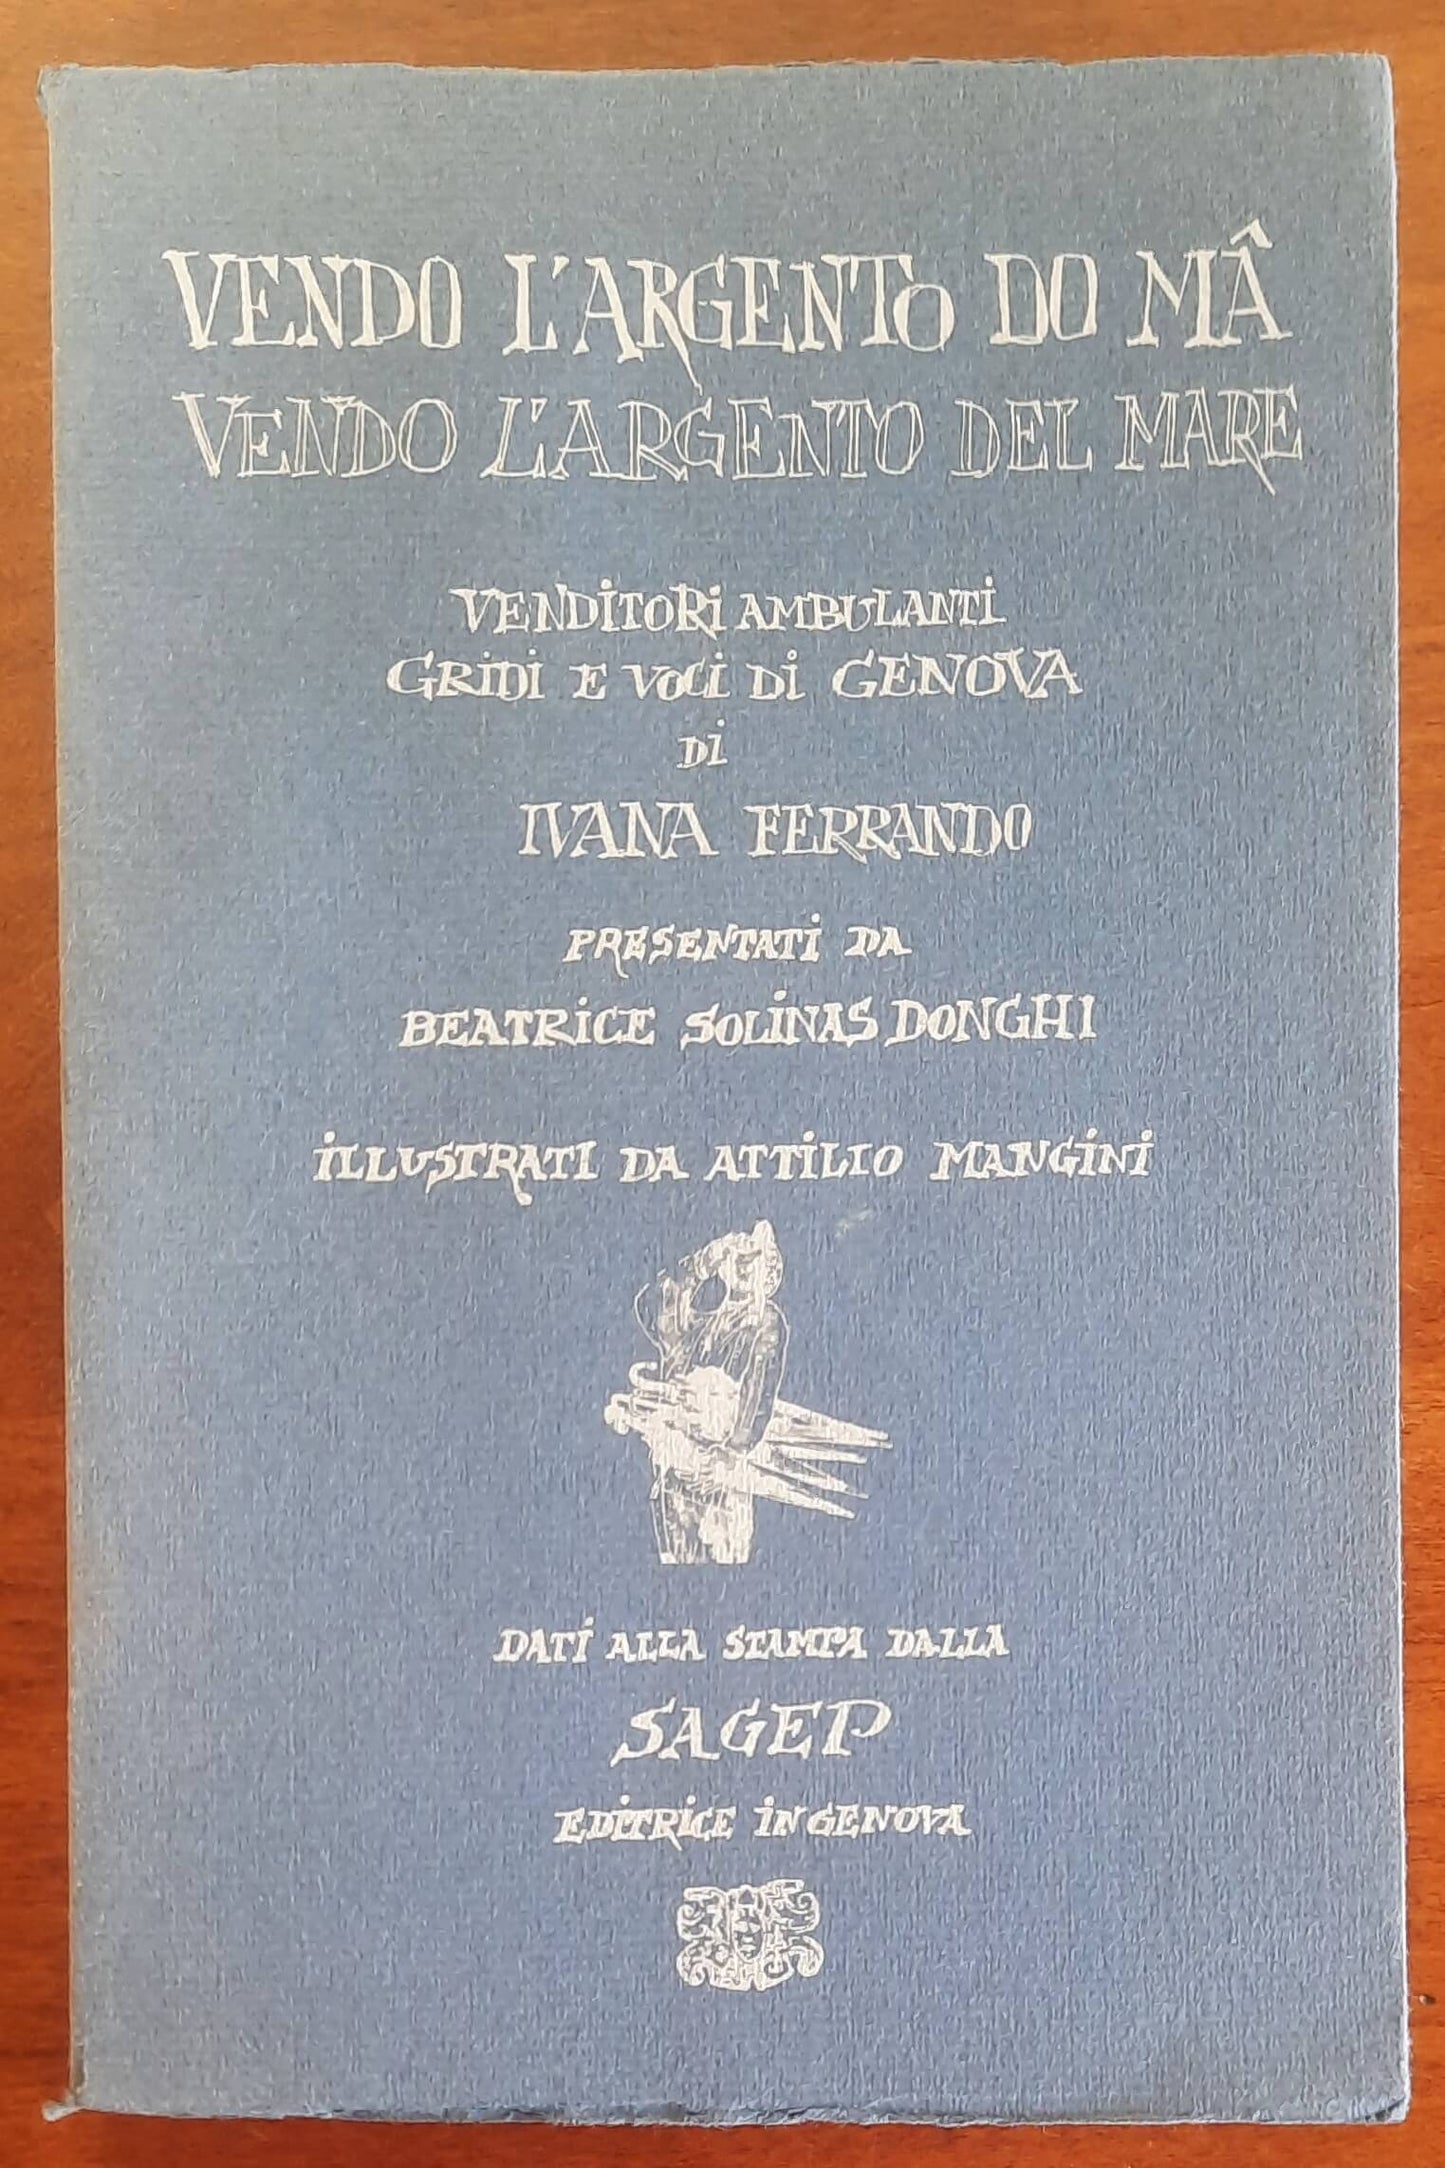 VENDO L'ARGENTO DO MÂ
VENDO L'ARGENTO DEL MARE
VENDITORI AMBULANTI
GRIDI E VOCI DI GENOVA
DI
IVANA FERRANDO
PRESENTATI DA
BEATRICE SOLINAS DONGHI
ILLUSTRATI DA ATTILIO MANGINI
DATI ALLA STAMPA DALLA
SAGEP
EDITRICE IN GENOVA